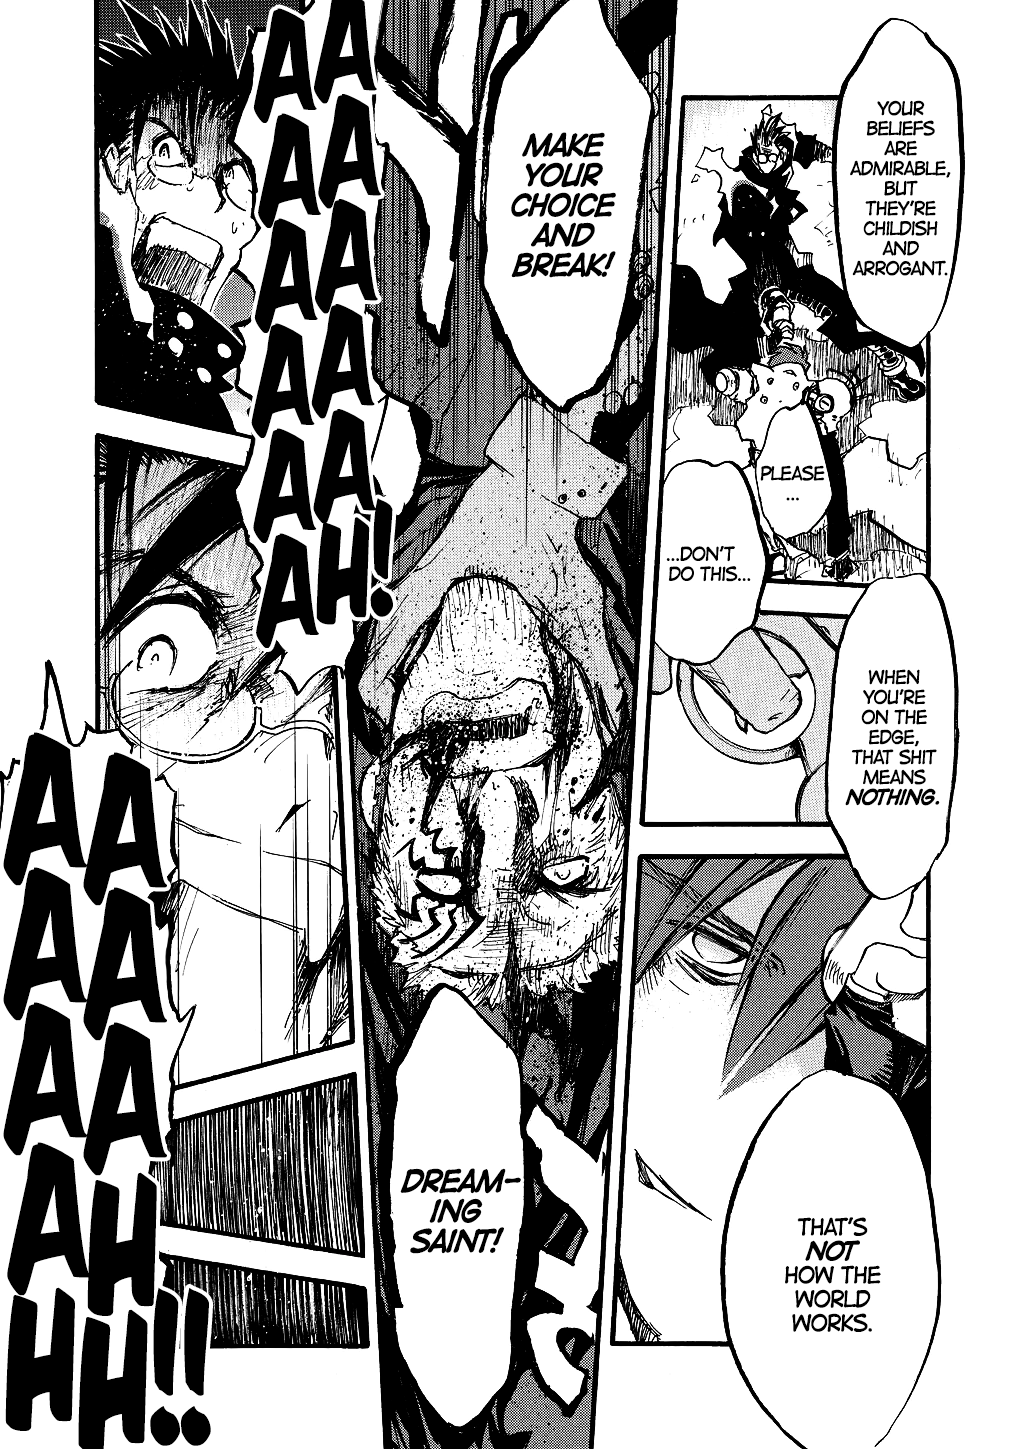 YOUR
BELIEFS
ARE
ADMIRABLE,
BUT
THEY'RE
CHILDISH
AND
ARROGANT.
PLEASE
...
...DON'T
DO THIS...
WHEN
YOU'RE
ON THE
EDGE,
THAT SHIT
MEANS
NOTHING.
THAT'S
NOT
HOW THE
WORLD
WORKS.
MAKE
YOUR
CHOICE
AND
BREAK!
DREAM-
ING
SAINT!
AAAAAAAAAAAAH!
AAAAAAAAHHHH!!